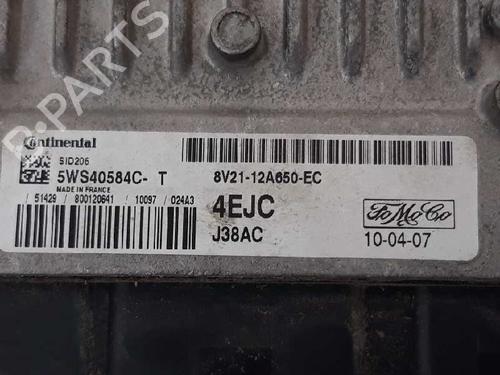 Continental
SID206
5WS40584C- T
MADE IN FRANCE
/ 51429 / 800120641 / 10097 / 024A3
8V21-12A650-EC
4EJC
J38AC
FoMoCo
10-04-07
B-PARTS